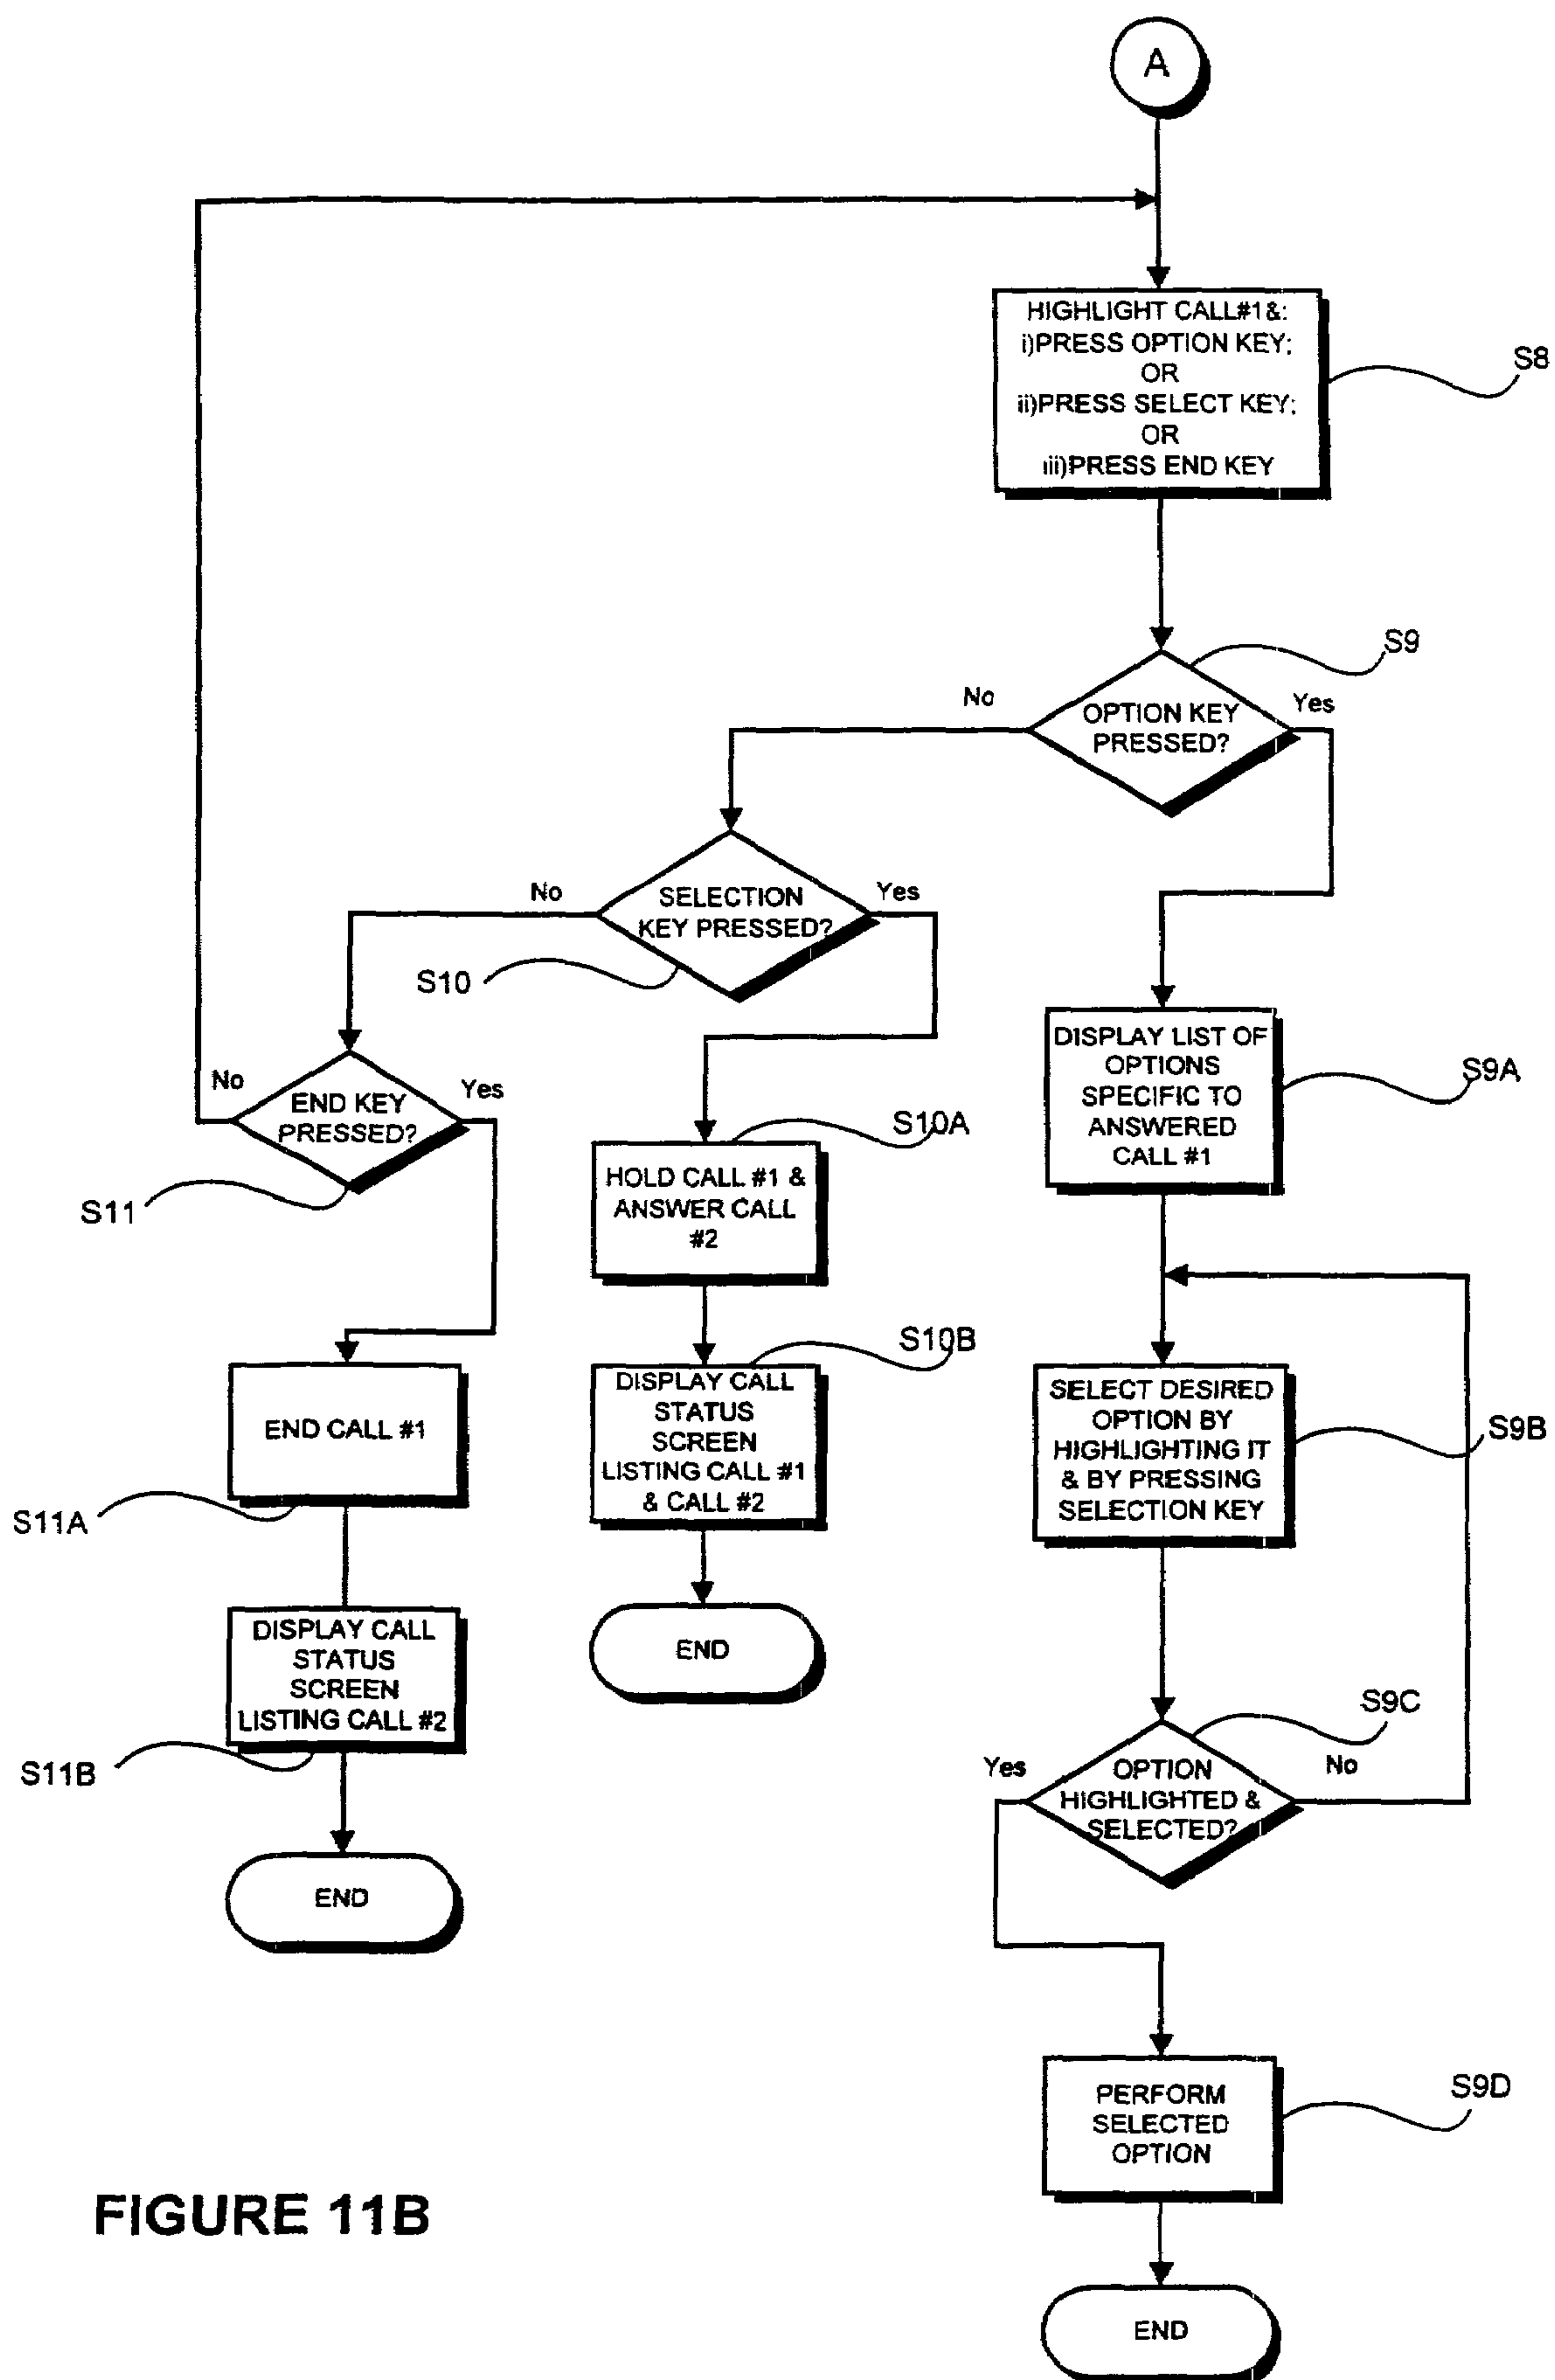 A
HIGHLIGHT CALL#1&:
i)PRESS OPTION KEY;
OR
ii)PRESS SELECT KEY;
OR
iii)PRESS END KEY
S8
S9
No
Yes
OPTION KEY
PRESSED?
No
Yes
SELECTION
KEY PRESSED?
S10
No
Yes
END KEY
PRESSED?
S11
DISPLAY LIST OF
OPTIONS
SPECIFIC TO
ANSWERED
CALL #1
S9A
S10A
HOLD CALL #1 &
ANSWER CALL
#2
S10B
DISPLAY CALL
STATUS
SCREEN
LISTING CALL #1
& CALL #2
END
END CALL #1
S11A
DISPLAY CALL
STATUS
SCREEN
LISTING CALL #2
S11B
END
SELECT DESIRED
OPTION BY
HIGHLIGHTING IT
& BY PRESSING
SELECTION KEY
S9B
S9C
Yes
No
OPTION
HIGHLIGHTED &
SELECTED?
PERFORM
SELECTED
OPTION
S9D
END
FIGURE 11B